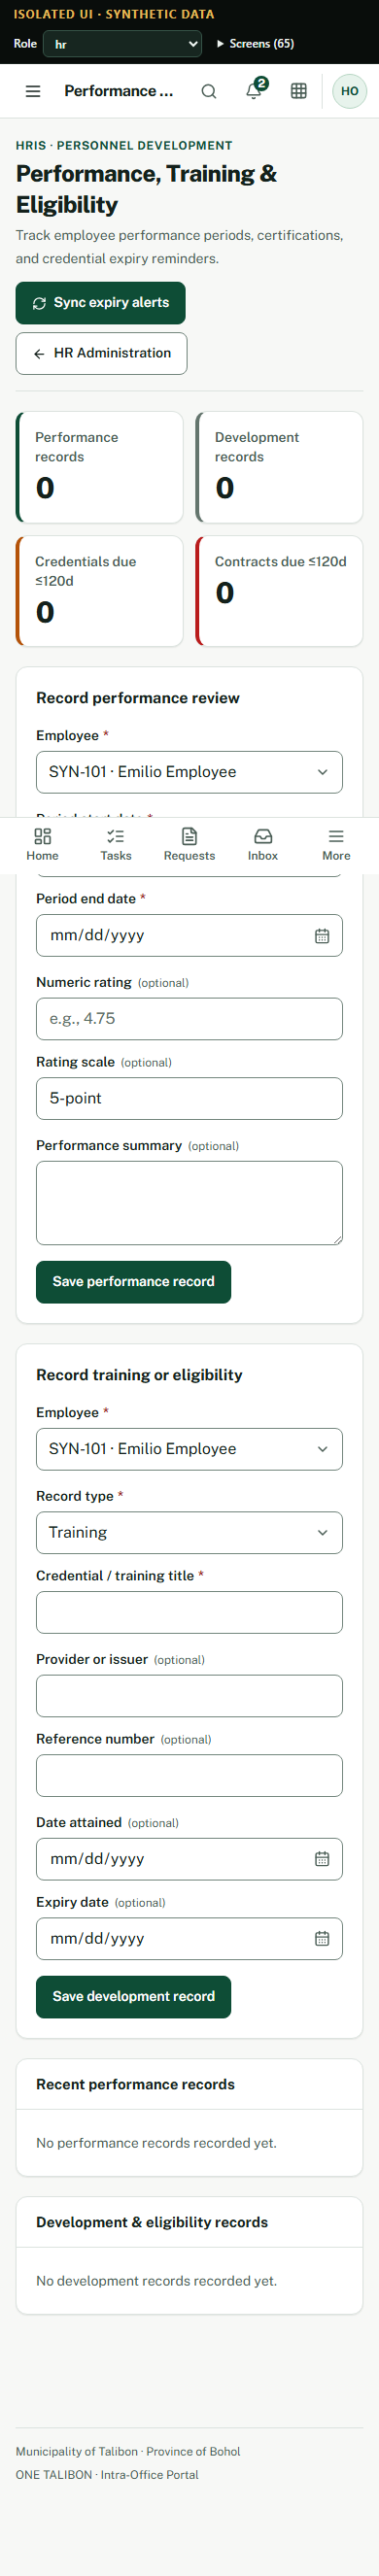 ISOLATED UI · SYNTHETIC DATA
Role hr Screens (65)
Performance ... 2 HO
HRIS · PERSONNEL DEVELOPMENT
Performance, Training &
Eligibility
Track employee performance periods, certifications,
and credential expiry reminders.
Sync expiry alerts
HR Administration
Performance
records
0
Development
records
0
Credentials due
≤120d
0
Contracts due ≤120d
0
Record performance review
Employee *
SYN-101 · Emilio Employee
Home Tasks Requests Inbox More
Period end date *
mm/dd/yyyy
Numeric rating (optional)
e.g., 4.75
Rating scale (optional)
5-point
Performance summary (optional)
Save performance record
Record training or eligibility
Employee *
SYN-101 · Emilio Employee
Record type *
Training
Credential / training title *
Provider or issuer (optional)
Reference number (optional)
Date attained (optional)
mm/dd/yyyy
Expiry date (optional)
mm/dd/yyyy
Save development record
Recent performance records
No performance records recorded yet.
Development & eligibility records
No development records recorded yet.
Municipality of Talibon · Province of Bohol
ONE TALIBON · Intra-Office Portal